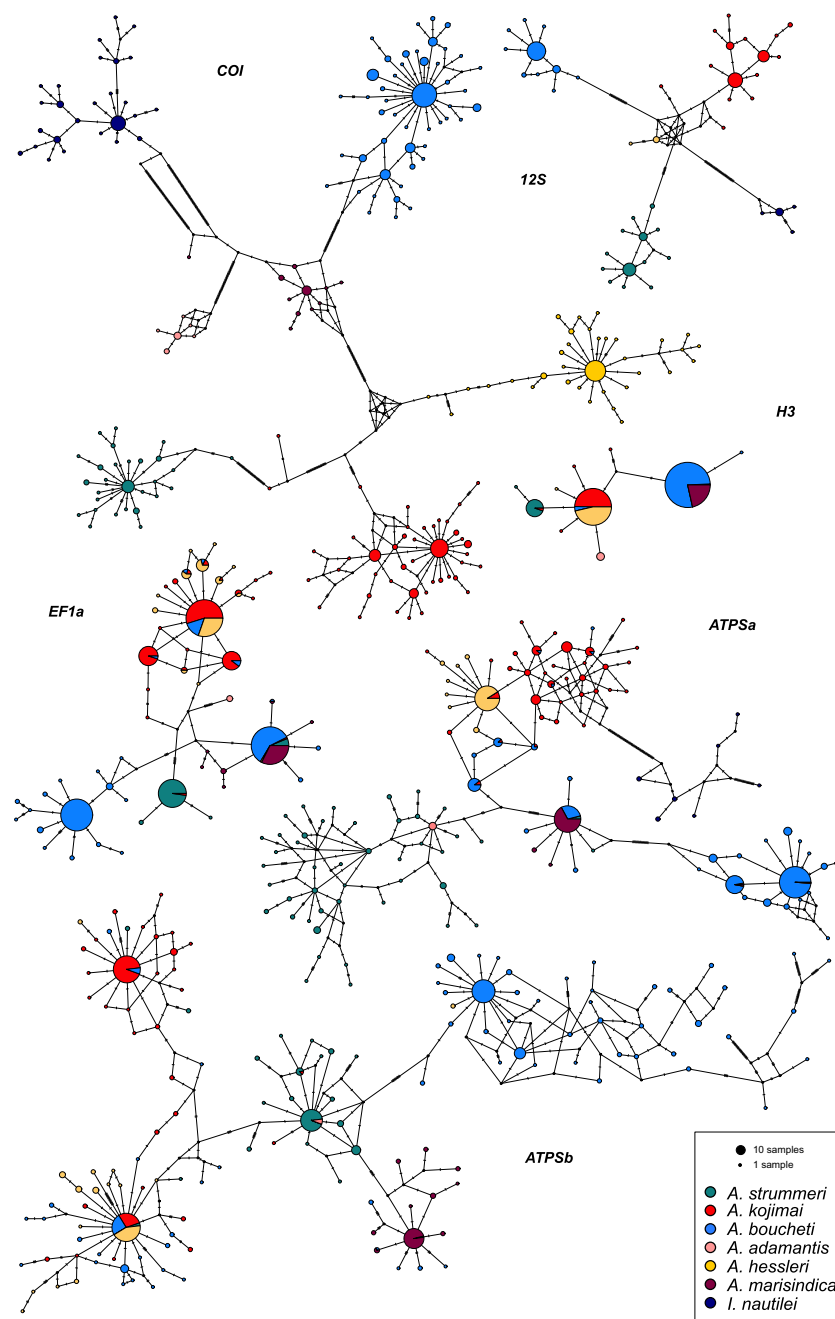 COI
12S
H3
EF1a
ATPSa
ATPSb
10 samples
1 sample
A. strummeri
A. kojimai
A. boucheti
A. adamantis
A. hessleri
A. marisindica
I. nautilei